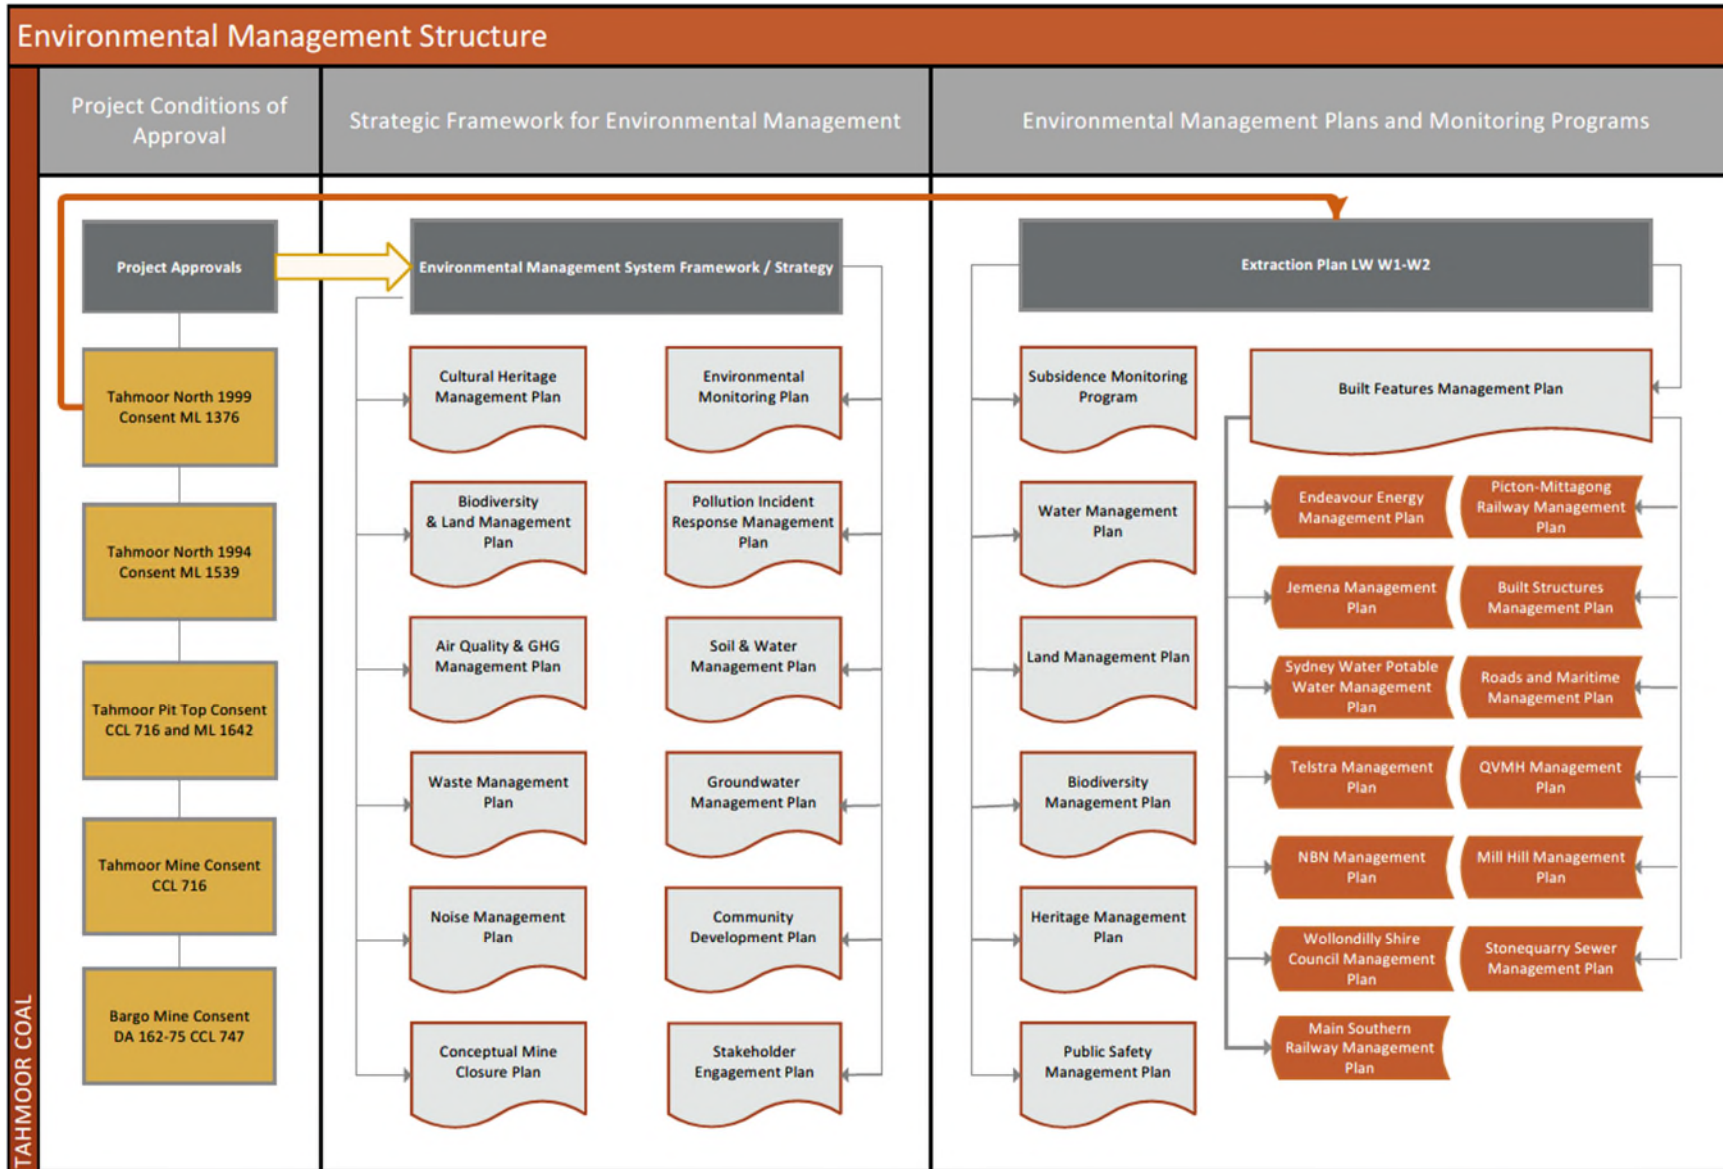 Environmental Management Structure
TAHMOOR COAL
Project Conditions of
Approval
Strategic Framework for Environmental Management
Environmental Management Plans and Monitoring Programs
Project Approvals
Tahmoor North 1999
Consent ML 1376
Tahmoor North 1994
Consent ML 1539
Tahmoor Pit Top Consent
CCL 716 and ML 1642
Tahmoor Mine Consent
CCL 716
Bargo Mine Consent
DA 162-75 CCL 747
Environmental Management System Framework / Strategy
Cultural Heritage
Management Plan
Biodiversity
& Land Management
Plan
Air Quality & GHG
Management Plan
Waste Management
Plan
Noise Management
Plan
Conceptual Mine
Closure Plan
Environmental
Monitoring Plan
Pollution Incident
Response Management
Plan
Soil & Water
Management Plan
Groundwater
Management Plan
Community
Development Plan
Stakeholder
Engagement Plan
Extraction Plan LW W1-W2
Subsidence Monitoring
Program
Water Management
Plan
Land Management Plan
Biodiversity
Management Plan
Heritage Management
Plan
Public Safety
Management Plan
Built Features Management Plan
Endeavour Energy
Management Plan
Jemena Management
Plan
Sydney Water Potable
Water Management
Plan
Telstra Management
Plan
NBN Management
Plan
Wollondilly Shire
Council Management
Plan
Main Southern
Railway Management
Plan
Picton-Mittagong
Railway Management
Plan
Built Structures
Management Plan
Roads and Maritime
Management Plan
QVMH Management
Plan
Mill Hill Management
Plan
Stonequarry Sewer
Management Plan